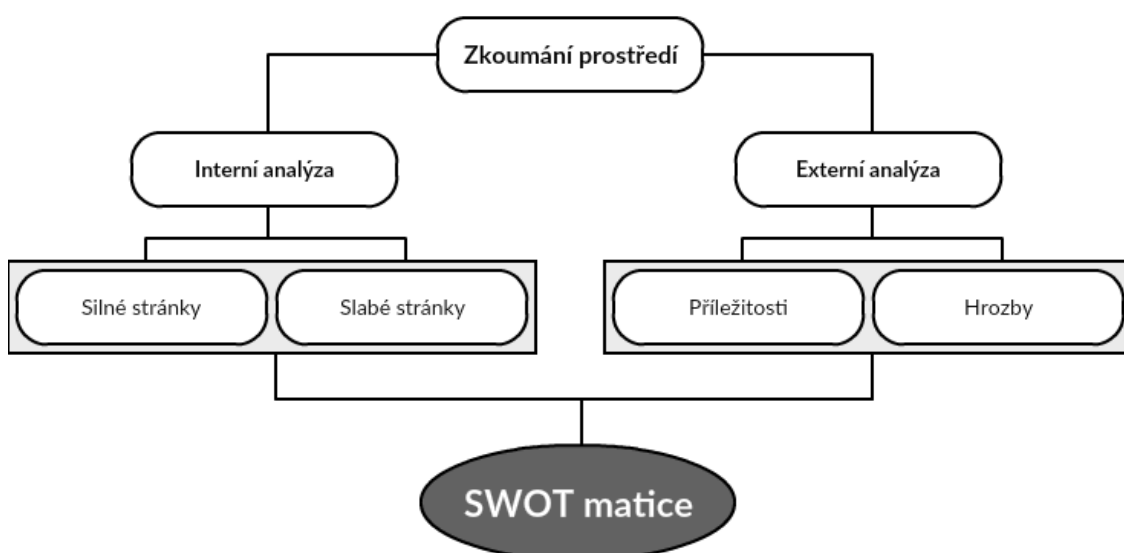 Zkoumání prostředí
Interní analýza
Externí analýza
Silné stránky
Slabé stránky
Příležitosti
Hrozby
SWOT matice